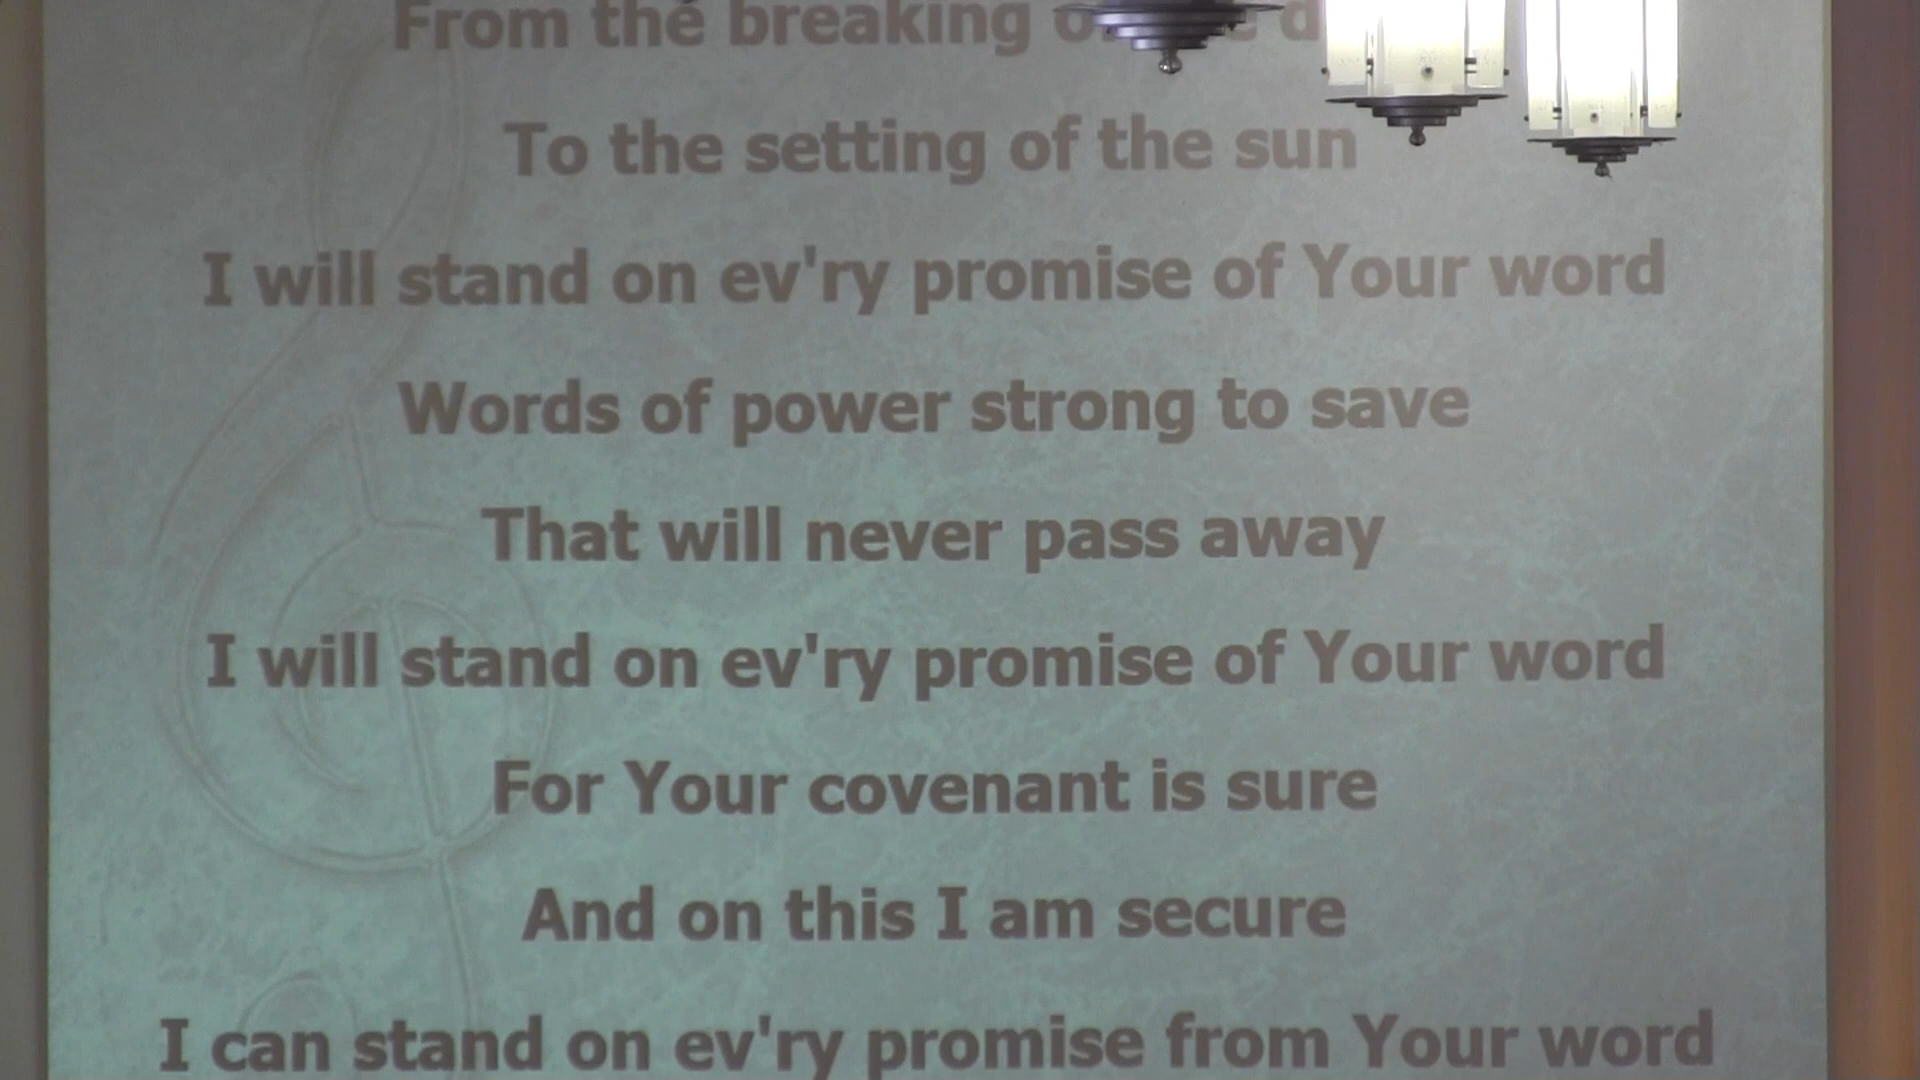 From the breaking
To the setting of the sun
I will stand on ev'ry promise of Your word
Words of power strong to save
That will never pass away
I will stand on ev'ry promise of Your word
For Your covenant is sure
And on this I am secure
I can stand on ev'ry promise from Your word